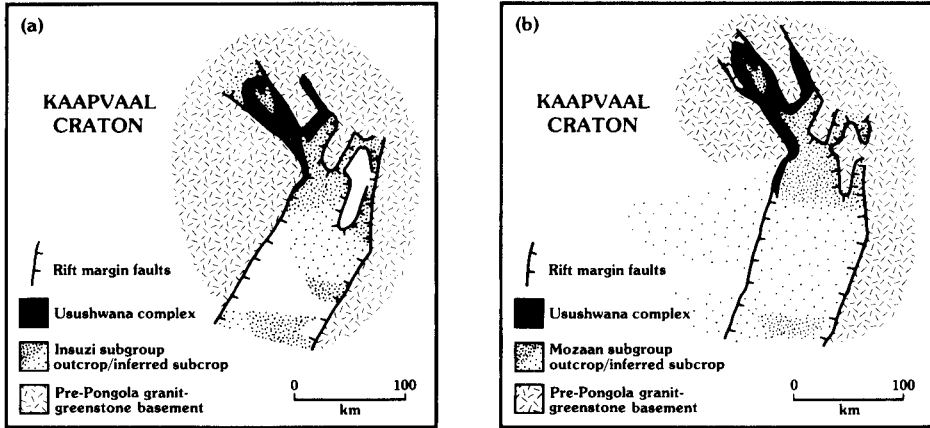 (a)
KAAPVAAL
CRATON
Rift margin faults
Usushwana complex
Insuzi subgroup
outcrop/inferred subcrop
Pre-Pongola granit-
greenstone basement
0 100
km
(b)
KAAPVAAL
CRATON
Rift margin faults
Usushwana complex
Mozaan subgroup
outcrop/inferred subcrop
Pre-Pongola granit-
greenstone basement
0 100
km